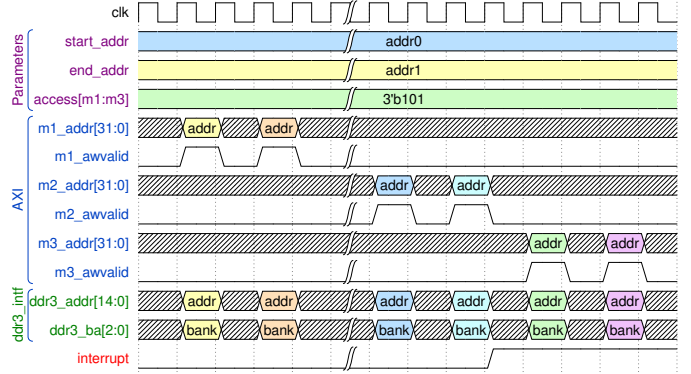 clk
Parameters
start_addr addr0
end_addr addr1
access[m1:m3] 3'b101
AXI
m1_addr[31:0] addr addr
m1_awvalid
m2_addr[31:0] addr addr
m2_awvalid
m3_addr[31:0] addr addr
m3_awvalid
ddr3_intf
ddr3_addr[14:0] addr addr addr addr addr addr
ddr3_ba[2:0] bank bank bank bank bank bank
interrupt